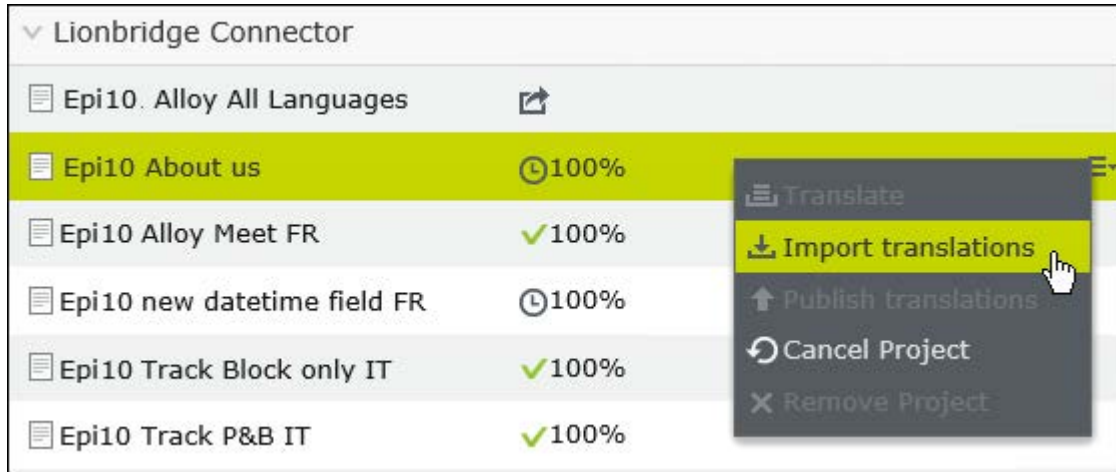 Lionbridge Connector
Epi10. Alloy All Languages
Epi10 About us 100%
Translate
Epi10 Alloy Meet FR 100%
Import translations
Epi10 new datetime field FR 100%
Publish translations
Cancel Project
Epi10 Track Block only IT 100%
Remove Project
Epi10 Track P&B IT 100%